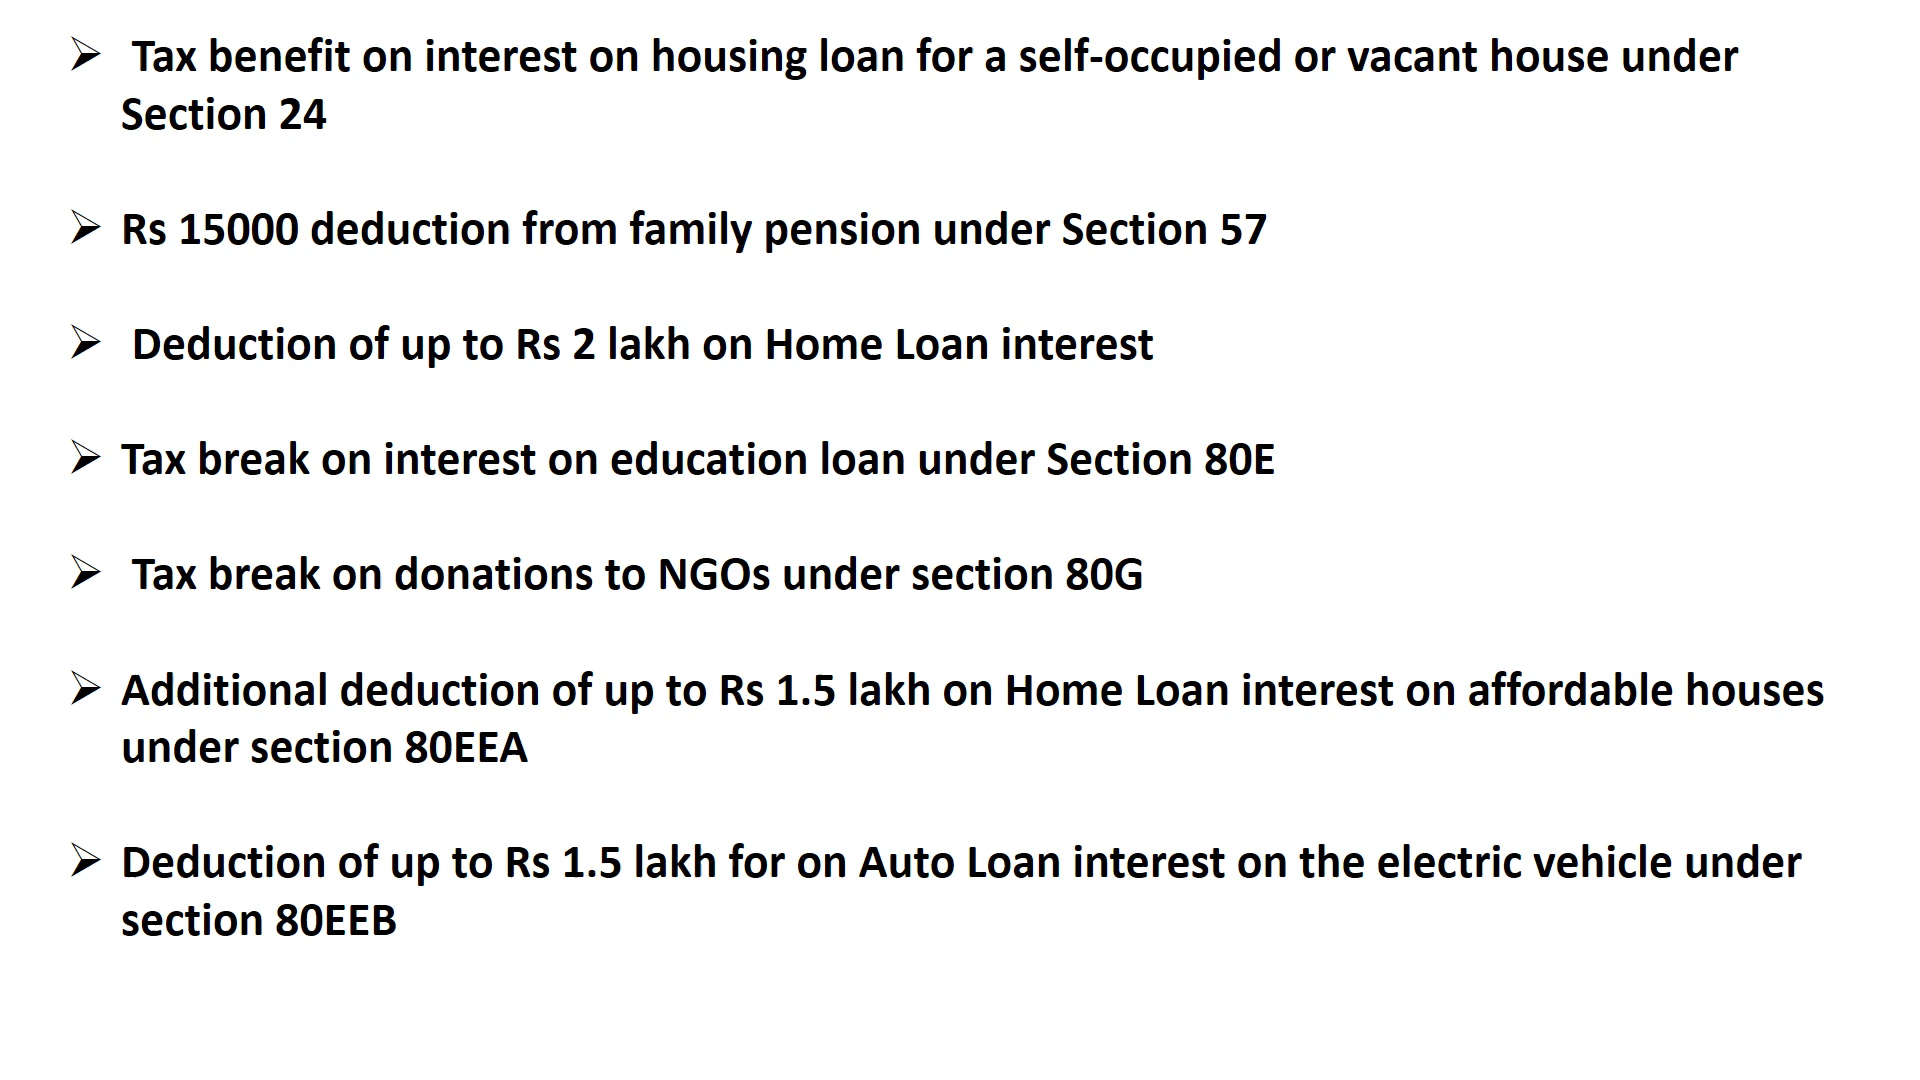 ➢ Tax benefit on interest on housing loan for a self-occupied or vacant house under
Section 24
➢ Rs 15000 deduction from family pension under Section 57
➢ Deduction of up to Rs 2 lakh on Home Loan interest
➢ Tax break on interest on education loan under Section 80E
➢ Tax break on donations to NGOs under section 80G
➢ Additional deduction of up to Rs 1.5 lakh on Home Loan interest on affordable houses
under section 80EEA
➢ Deduction of up to Rs 1.5 lakh for on Auto Loan interest on the electric vehicle under
section 80EEB